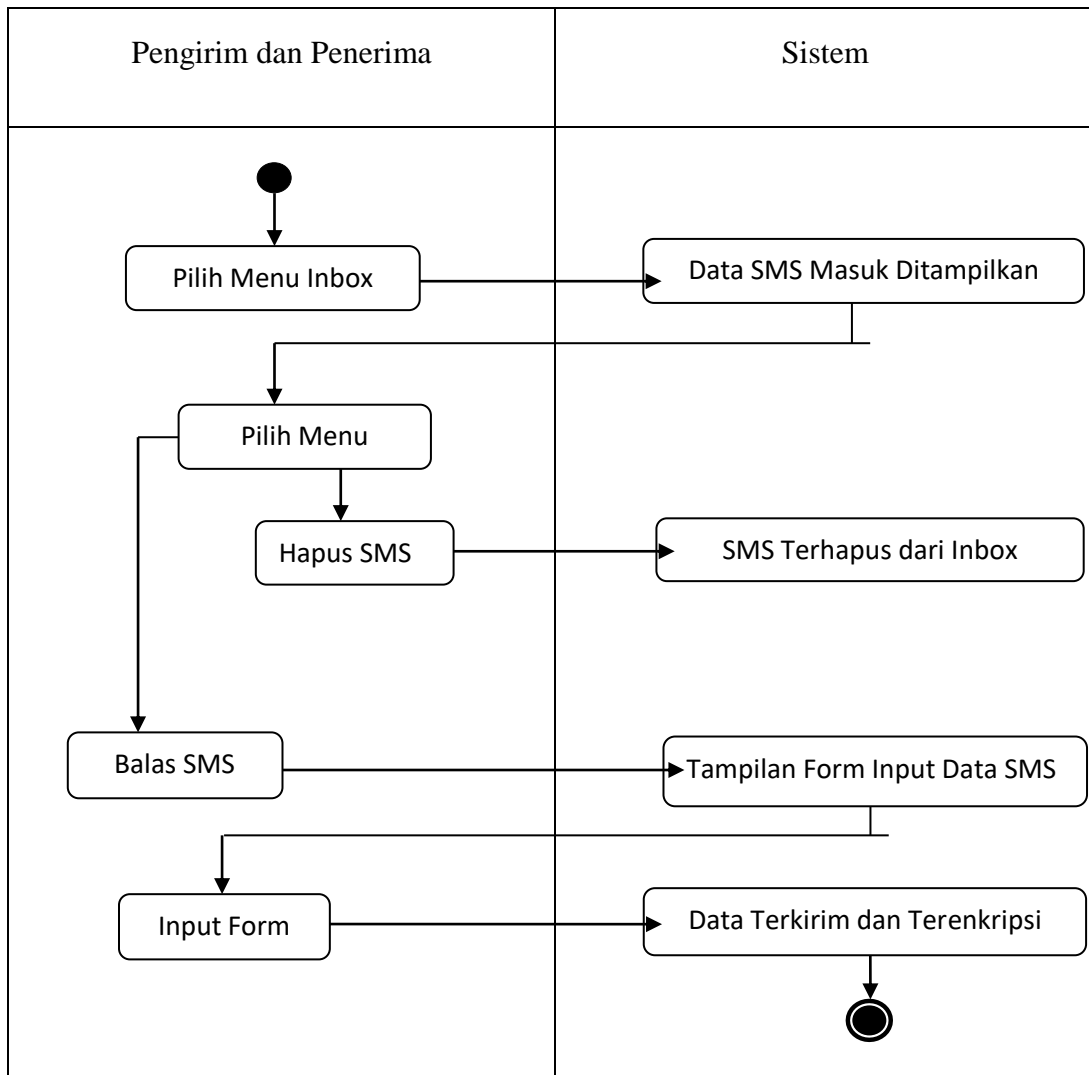 Pengirim dan Penerima
Sistem
Pilih Menu Inbox
Data SMS Masuk Ditampilkan
Pilih Menu
Hapus SMS
SMS Terhapus dari Inbox
Balas SMS
Tampilan Form Input Data SMS
Input Form
Data Terkirim dan Terenkripsi